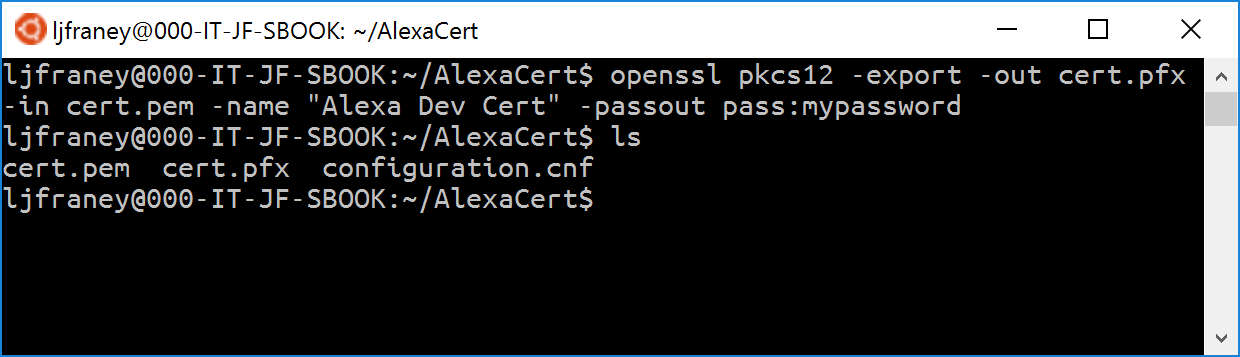 ljfraney@000-IT-JF-SBOOK: ~/AlexaCert
ljfraney@000-IT-JF-SBOOK:~/AlexaCert$ openssl pkcs12 -export -out cert.pfx
-in cert.pem -name "Alexa Dev Cert" -passout pass:mypassword
ljfraney@000-IT-JF-SBOOK:~/AlexaCert$ ls
cert.pem  cert.pfx  configuration.cnf
ljfraney@000-IT-JF-SBOOK:~/AlexaCert$